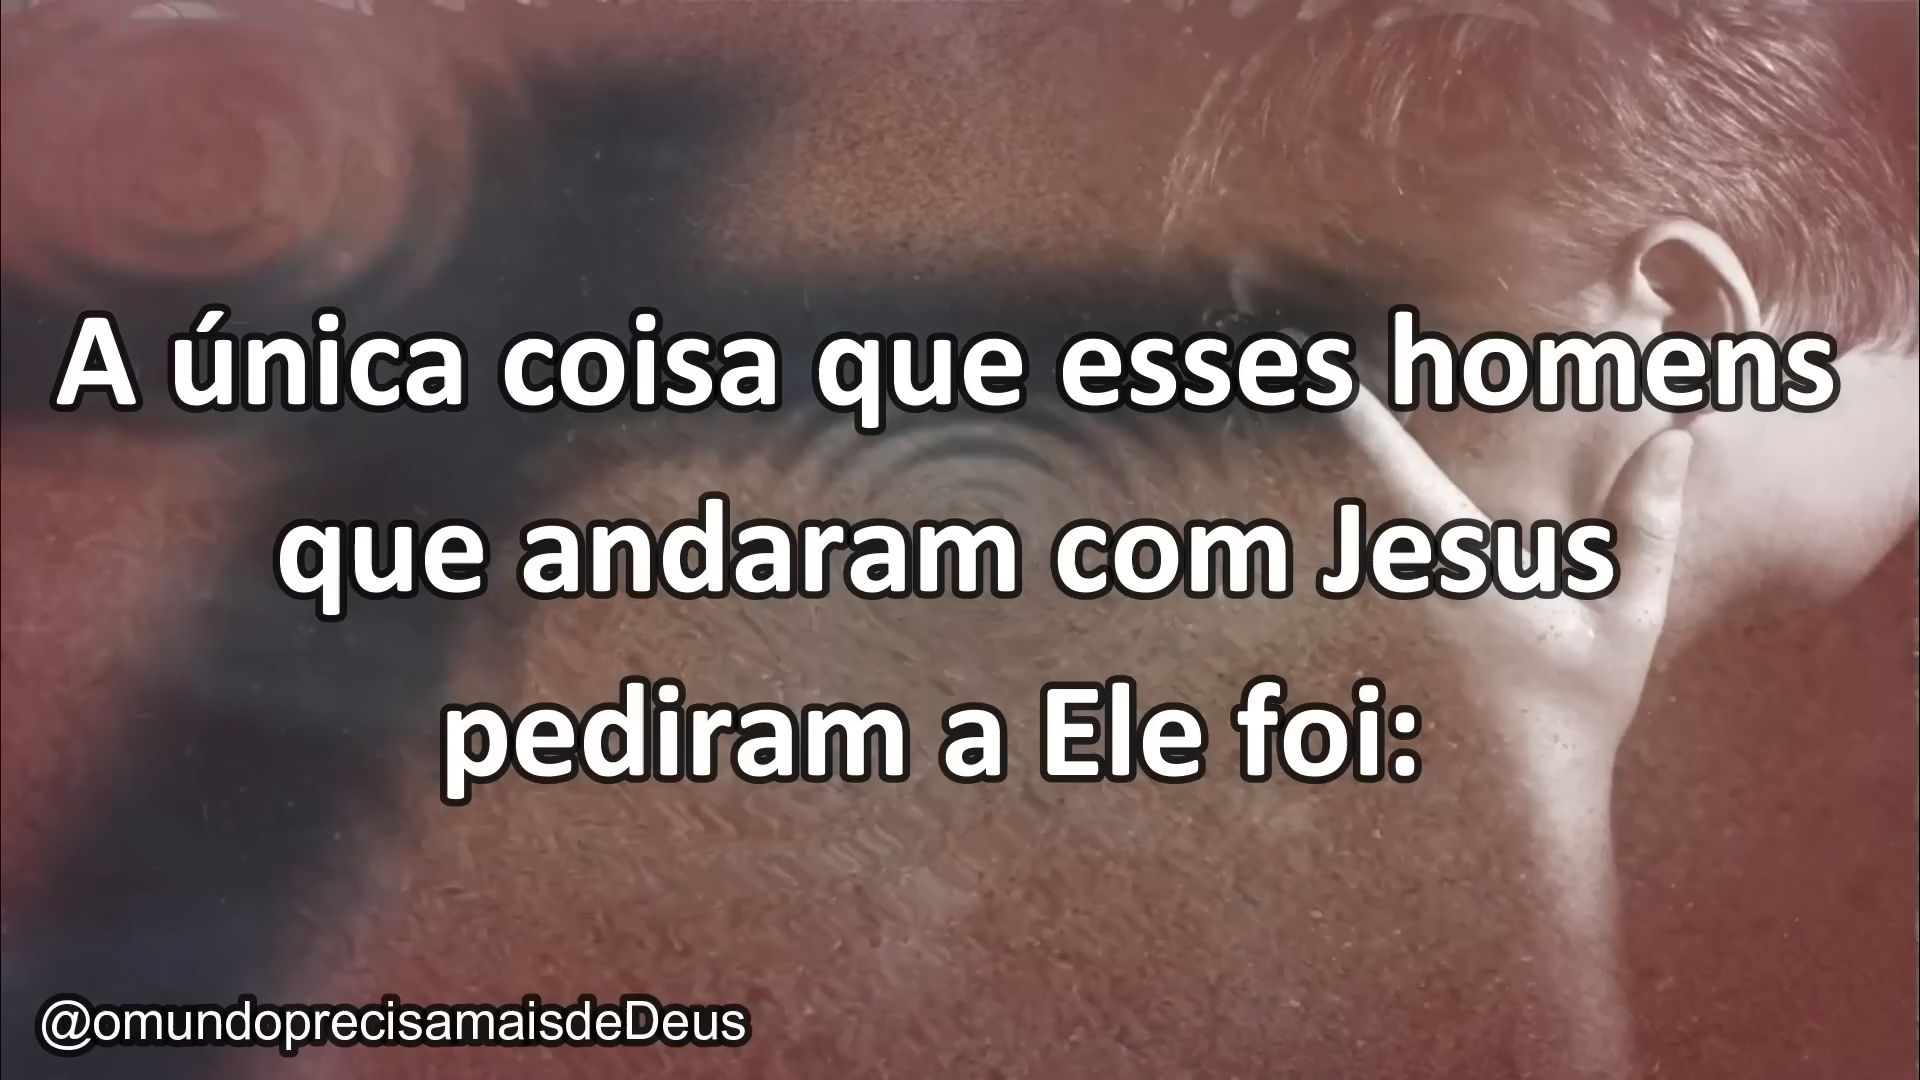 A única coisa que esses homens
que andaram com Jesus
pediram a Ele foi:
@omundoprecisamaisdeDeus